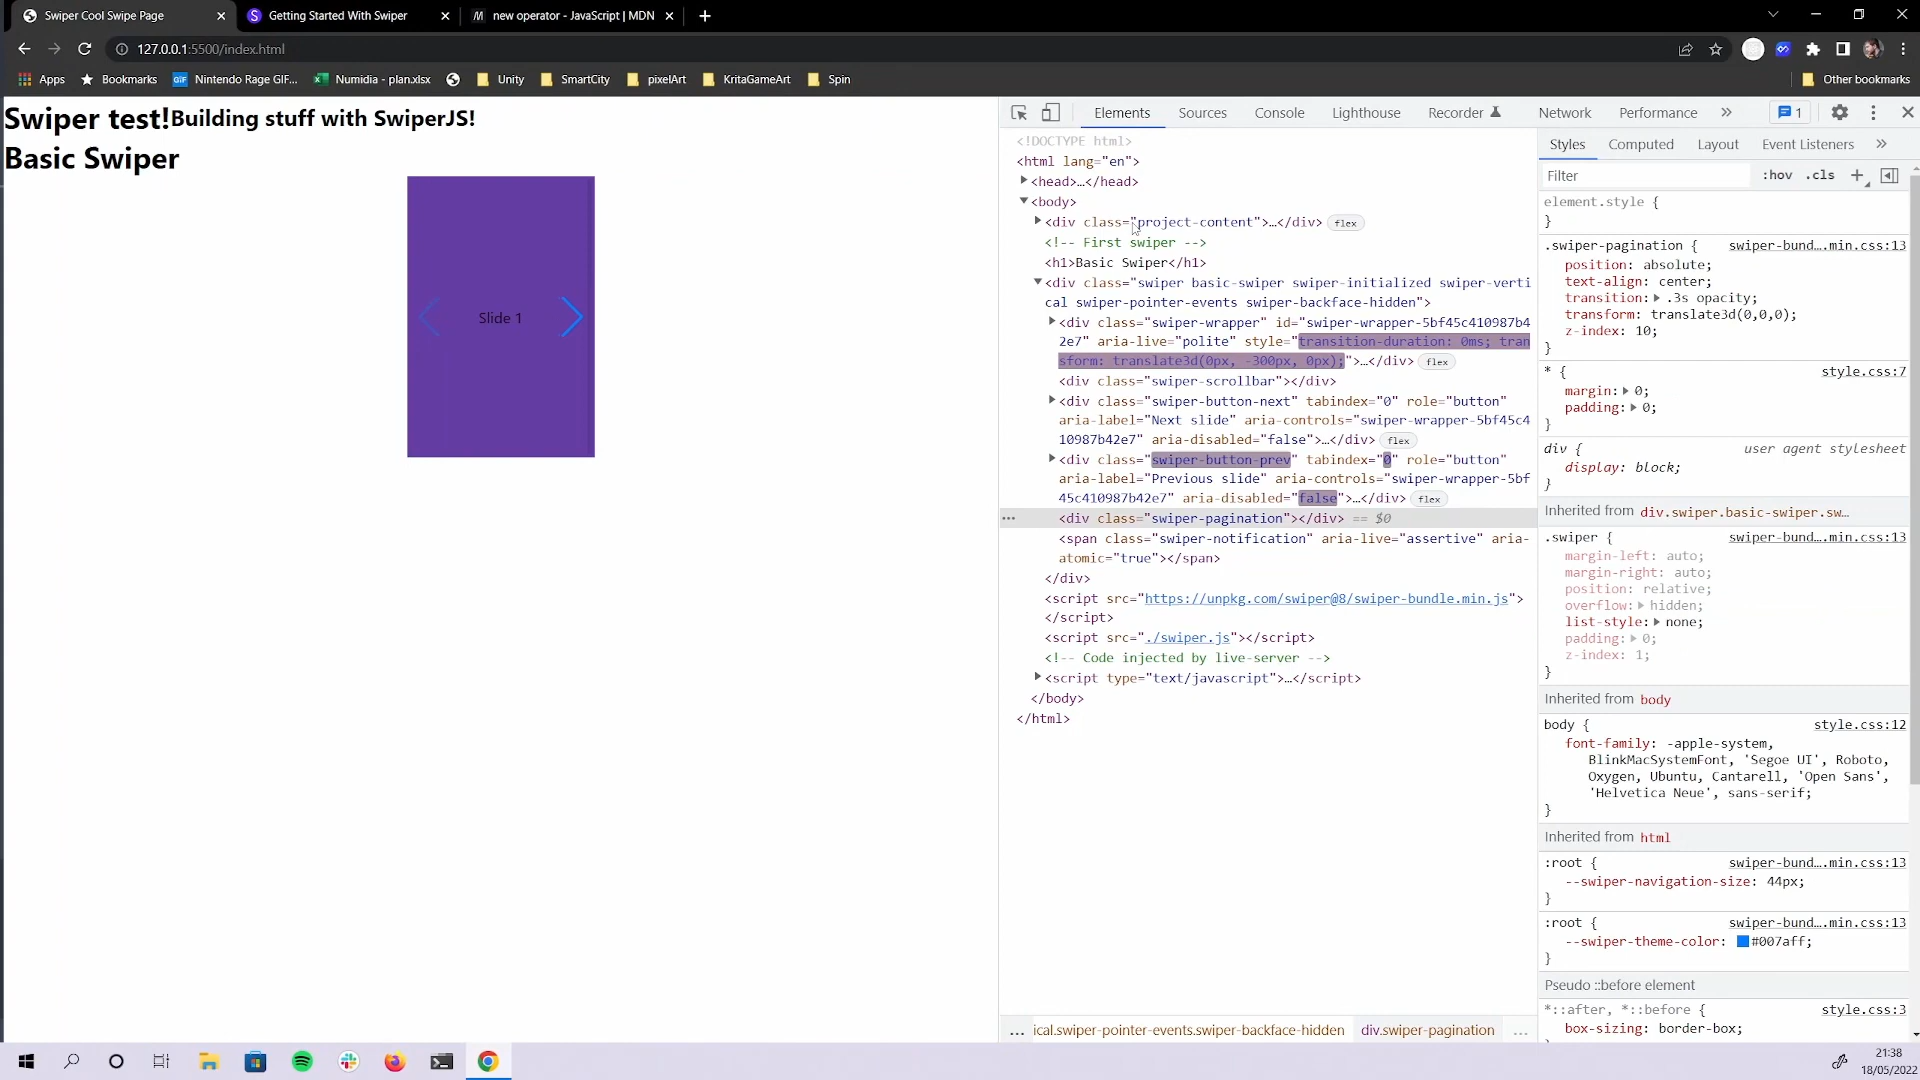 Swiper Cool Swipe Page
Getting Started With Swiper
new operator - JavaScript | MDN
127.0.0.1:5500/index.html
Apps
Bookmarks
GIF Nintendo Rage GIF...
Numidia - plan.xlsx
Unity
SmartCity
pixelArt
KritaGameArt
Spin
Other bookmarks
Swiper test!Building stuff with SwiperJS!
Basic Swiper
Slide 1
Elements
Sources
Console
Lighthouse
Recorder
Network
Performance
1
<!DOCTYPE html>
<html lang="en">
<head>…</head>
<body>
<div class="project-content">…</div> flex
<!-- First swiper -->
<h1>Basic Swiper</h1>
<div class="swiper basic-swiper swiper-initialized swiper-verti
cal swiper-pointer-events swiper-backface-hidden">
<div class="swiper-wrapper" id="swiper-wrapper-5bf45c410987b4
2e7" aria-live="polite" style="transition-duration: 0ms; tran
sform: translate3d(0px, -300px, 0px);">…</div> flex
<div class="swiper-scrollbar"></div>
<div class="swiper-button-next" tabindex="0" role="button"
aria-label="Next slide" aria-controls="swiper-wrapper-5bf45c4
10987b42e7" aria-disabled="false">…</div> flex
<div class="swiper-button-prev" tabindex="0" role="button"
aria-label="Previous slide" aria-controls="swiper-wrapper-5bf
45c410987b42e7" aria-disabled="false">…</div> flex
<div class="swiper-pagination"></div> == $0
<span class="swiper-notification" aria-live="assertive" aria-
atomic="true"></span>
</div>
<script src="https://unpkg.com/swiper@8/swiper-bundle.min.js">
</script>
<script src="./swiper.js"></script>
<!-- Code injected by live-server -->
<script type="text/javascript">…</script>
</body>
</html>
... ical.swiper-pointer-events.swiper-backface-hidden div.swiper-pagination ...
Styles
Computed
Layout
Event Listeners
Filter
:hov .cls
element.style {
}
.swiper-pagination { swiper-bund….min.css:13
position: absolute;
text-align: center;
transition: .3s opacity;
transform: translate3d(0,0,0);
z-index: 10;
}
* { style.css:7
margin: 0;
padding: 0;
}
div { user agent stylesheet
display: block;
}
Inherited from div.swiper.basic-swiper.sw…
.swiper { swiper-bund….min.css:13
margin-left: auto;
margin-right: auto;
position: relative;
overflow: hidden;
list-style: none;
padding: 0;
z-index: 1;
}
Inherited from body
body { style.css:12
font-family: -apple-system,
BlinkMacSystemFont, 'Segoe UI', Roboto,
Oxygen, Ubuntu, Cantarell, 'Open Sans',
'Helvetica Neue', sans-serif;
}
Inherited from html
:root { swiper-bund….min.css:13
--swiper-navigation-size: 44px;
}
:root { swiper-bund….min.css:13
--swiper-theme-color: #007aff;
}
Pseudo ::before element
*::after, *::before { style.css:3
box-sizing: border-box;
21:38
18/05/2022